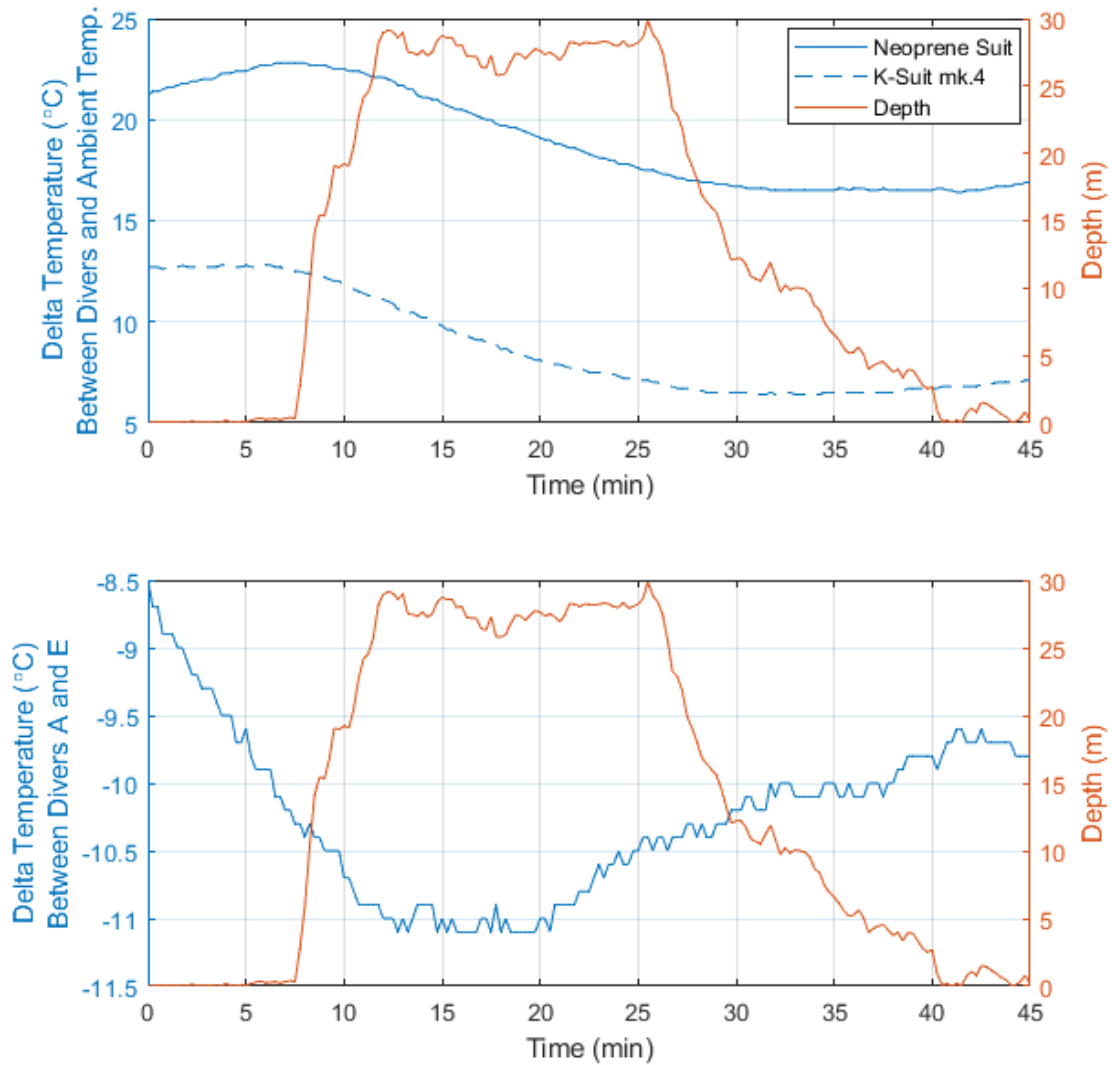 Delta Temperature (°C)
Between Divers and Ambient Temp.
25
20
15
10
5
Neoprene Suit
K-Suit mk.4
Depth
30
25
20
15
10
5
0
Depth (m)
0 5 10 15 20 25 30 35 40 45
Time (min)
Delta Temperature (°C)
Between Divers A and E
-8.5
-9
-9.5
-10
-10.5
-11
-11.5
30
25
20
15
10
5
0
Depth (m)
0 5 10 15 20 25 30 35 40 45
Time (min)